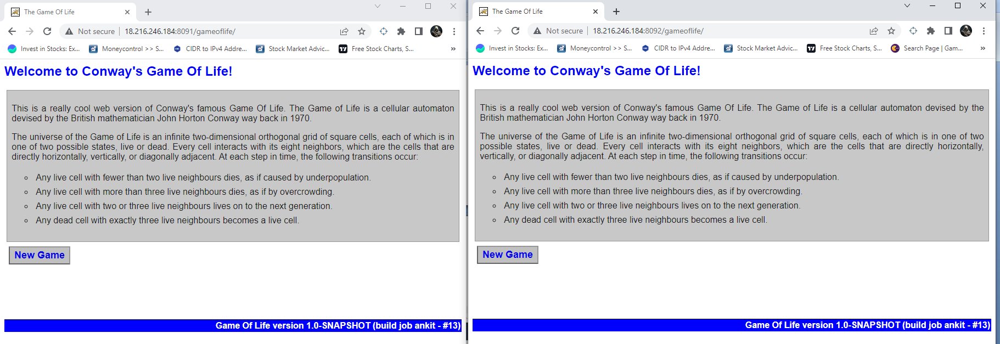 The Game Of Life
Not secure
18.216.246.184:8091/gameoflife/
Invest in Stocks: Ex...
Moneycontrol >> S...
CIDR to IPv4 Addre...
Stock Market Advic...
Free Stock Charts, S...
»
Welcome to Conway's Game Of Life!
This is a really cool web version of Conway's famous Game Of Life. The Game of Life is a cellular automaton
devised by the British mathematician John Horton Conway way back in 1970.
The universe of the Game of Life is an infinite two-dimensional orthogonal grid of square cells, each of which is in
one of two possible states, live or dead. Every cell interacts with its eight neighbors, which are the cells that are
directly horizontally, vertically, or diagonally adjacent. At each step in time, the following transitions occur:
Any live cell with fewer than two live neighbours dies, as if caused by underpopulation.
Any live cell with more than three live neighbours dies, as if by overcrowding.
Any live cell with two or three live neighbours lives on to the next generation.
Any dead cell with exactly three live neighbours becomes a live cell.
New Game
Game Of Life version 1.0-SNAPSHOT (build job ankit - #13)
The Game Of Life
Not secure
18.216.246.184:8092/gameoflife/
Invest in Stocks: Ex...
Moneycontrol >> S...
CIDR to IPv4 Addre...
Stock Market Advic...
Free Stock Charts, S...
Search Page | Gam...
»
Welcome to Conway's Game Of Life!
This is a really cool web version of Conway's famous Game Of Life. The Game of Life is a cellular automaton devised by the
British mathematician John Horton Conway way back in 1970.
The universe of the Game of Life is an infinite two-dimensional orthogonal grid of square cells, each of which is in one of two
possible states, live or dead. Every cell interacts with its eight neighbors, which are the cells that are directly horizontally,
vertically, or diagonally adjacent. At each step in time, the following transitions occur:
Any live cell with fewer than two live neighbours dies, as if caused by underpopulation.
Any live cell with more than three live neighbours dies, as if by overcrowding.
Any live cell with two or three live neighbours lives on to the next generation.
Any dead cell with exactly three live neighbours becomes a live cell.
New Game
Game Of Life version 1.0-SNAPSHOT (build job ankit - #13)